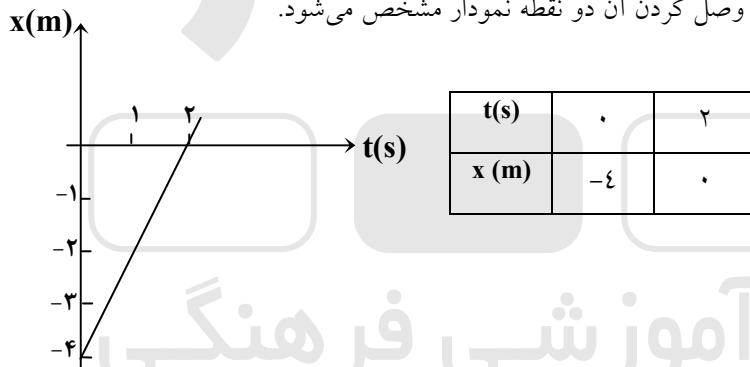 وصل کردن آن دو نقطه نمودار مشخص می‌شود.
x(m)
۱ ۲
t(s)
−۱
−۲
−۳
−۴
t(s) ۰ ۲
x (m) −٤ ۰
آموزشی فرهنگی